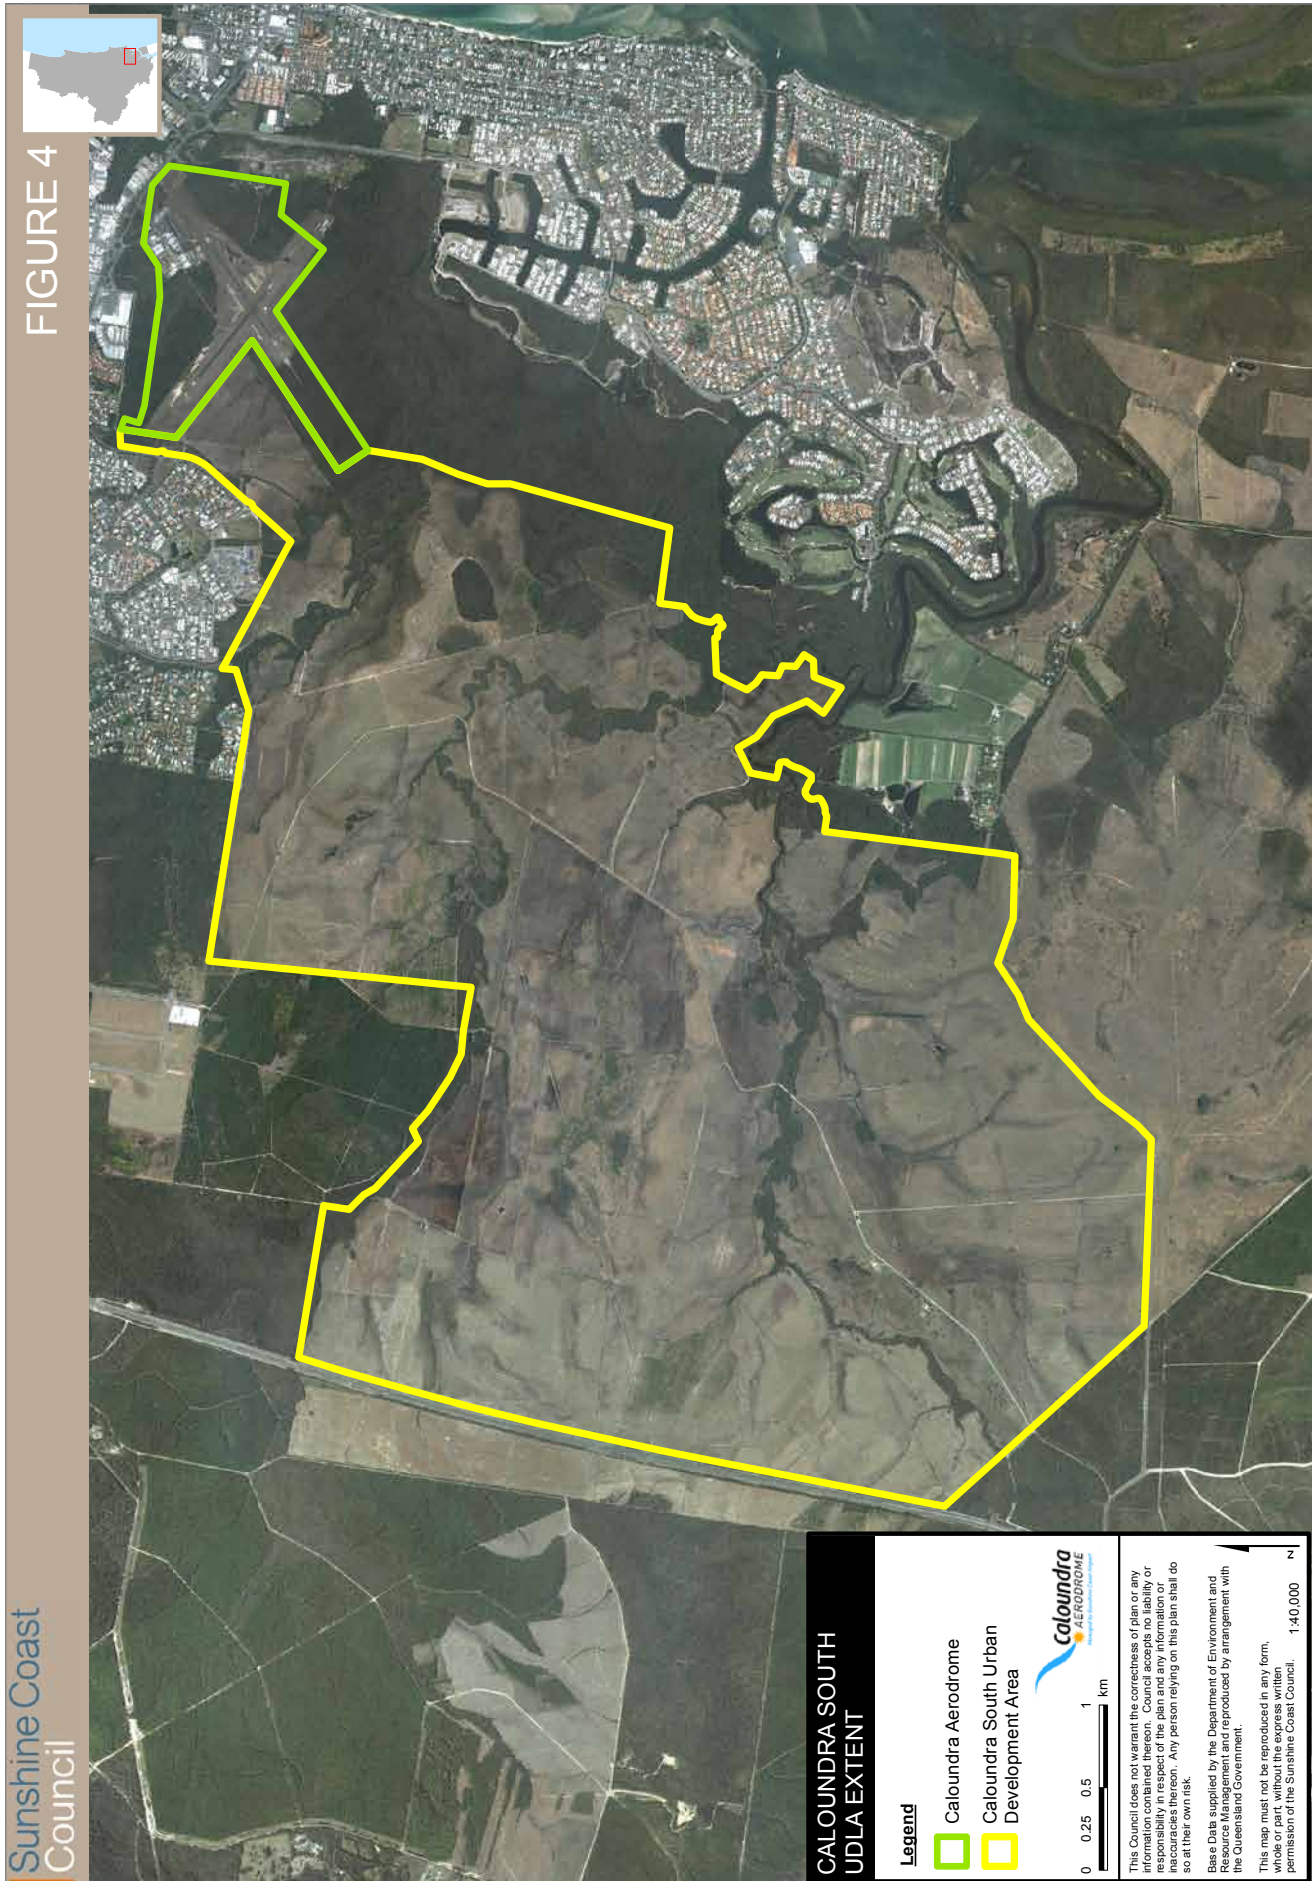 Sunshine Coast
Council
FIGURE 4
CALOUNDRA SOUTH
UDLA EXTENT
Legend
Caloundra Aerodrome
Caloundra South Urban
Development Area
0 0.25 0.5 1
km
Caloundra
AERODROME
Managed by Sunshine Coast Airport
This Council does not warrant the correctness of plan or any
information contained thereon. Council accepts no liability or
responsibility in respect of the plan and any information or
inaccuracies thereon. Any person relying on this plan shall do
so at their own risk.
Base Data supplied by the Department of Environment and
Resource Management and reproduced by arrangement with
the Queensland Government.
This map must not be reproduced in any form,
whole or part, without the express written
permission of the Sunshine Coast Council.
1:40,000
N